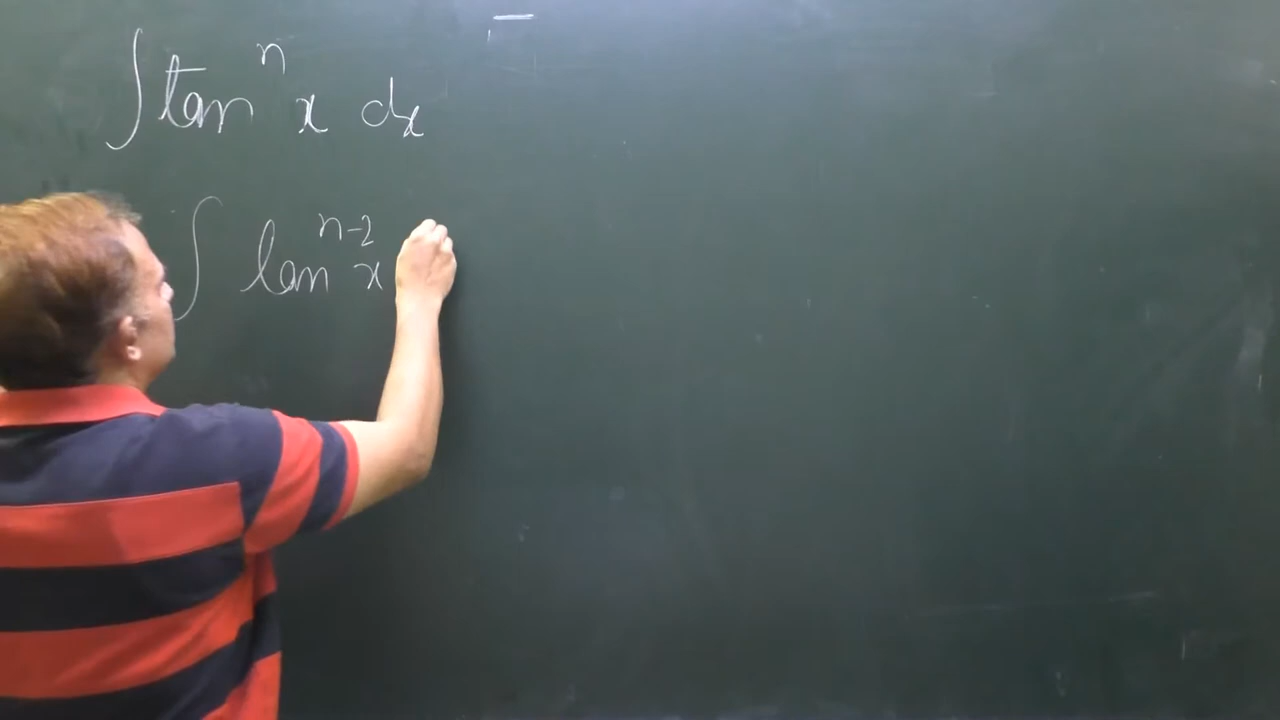 ∫ tanⁿ x dx
∫ tanⁿ⁻² x